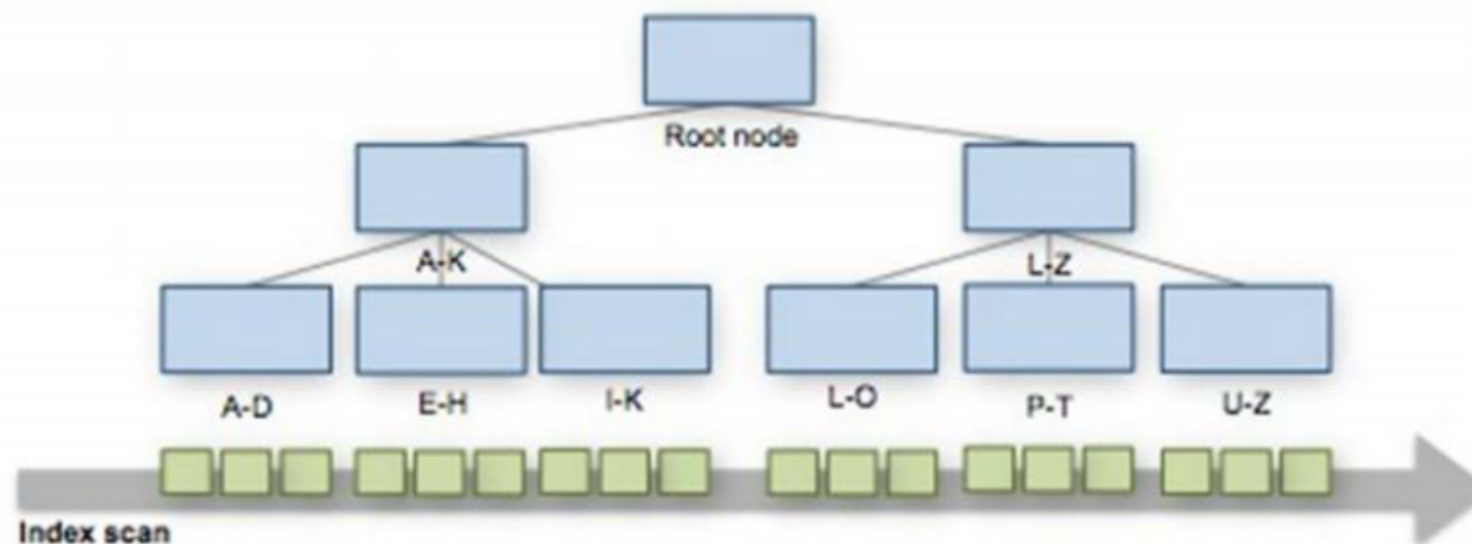 Root node
A-K
L-Z
A-D
E-H
I-K
L-O
P-T
U-Z
Index scan